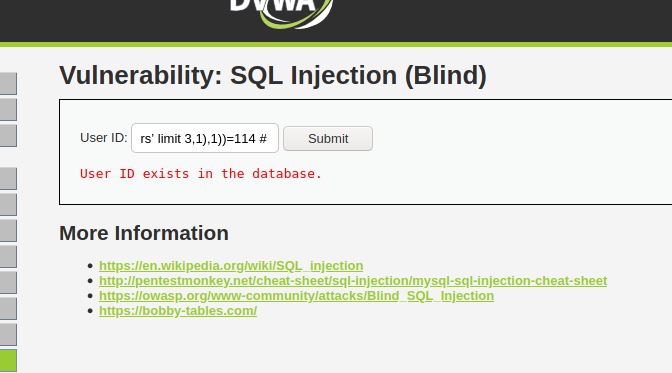 DVWA
Vulnerability: SQL Injection (Blind)
User ID: rs' limit 3,1),1))=114 # Submit
User ID exists in the database.
More Information
• https://en.wikipedia.org/wiki/SQL_injection
• http://pentestmonkey.net/cheat-sheet/sql-injection/mysql-sql-injection-cheat-sheet
• https://owasp.org/www-community/attacks/Blind_SQL_Injection
• https://bobby-tables.com/